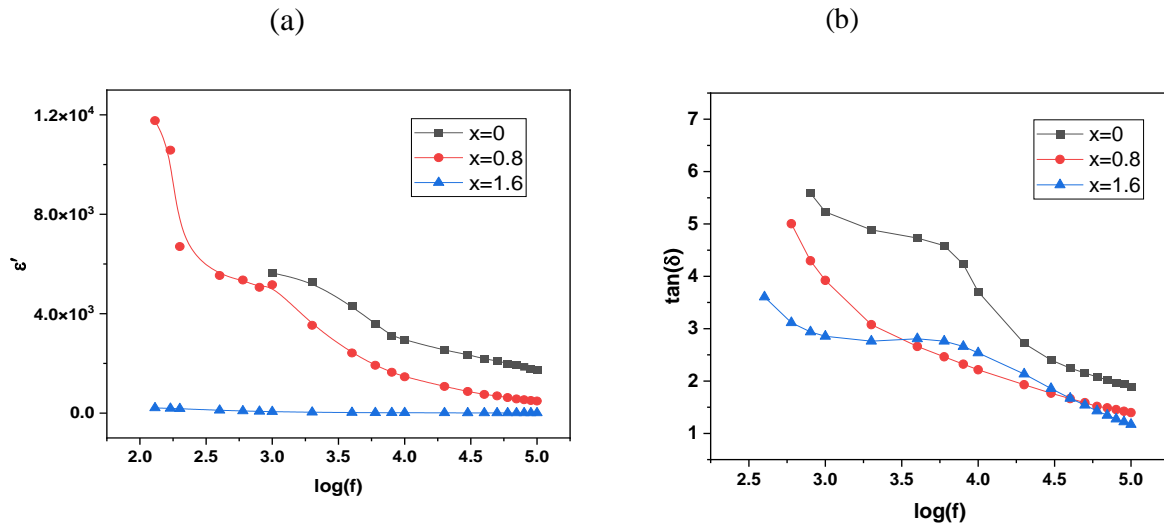 (a)
(b)
1.2×10⁴
8.0×10³
4.0×10³
0.0
ε′
2.0 2.5 3.0 3.5 4.0 4.5 5.0
log(f)
x=0
x=0.8
x=1.6
7
6
5
4
3
2
1
tan(δ)
2.5 3.0 3.5 4.0 4.5 5.0
log(f)
x=0
x=0.8
x=1.6